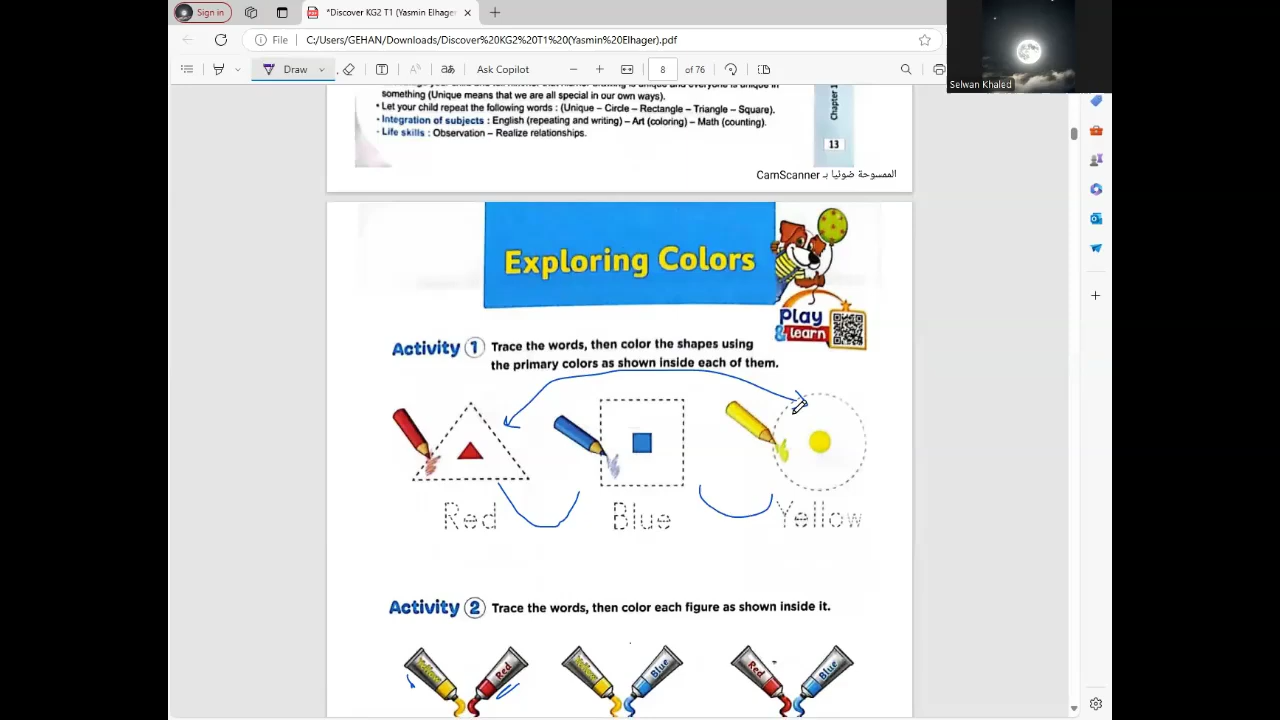 Sign in
*Discover KG2 T1 (Yasmin Elhager
File
C:/Users/GEHAN/Downloads/Discover%20KG2%20T1%20(Yasmin%20Elhager).pdf
Draw
Ask Copilot
8 of 76
Selwan Khaled
something (Unique means that we are all special in our own ways).
• Let your child repeat the following words : (Unique – Circle – Rectangle – Triangle – Square).
• Integration of subjects : English (repeating and writing) – Art (coloring) – Math (counting).
• Life skills : Observation – Realize relationships.
Chapter 1
13
الممسوحة ضوئيا بـ CamScanner
Exploring Colors
Play
& learn
Activity 1 Trace the words, then color the shapes using
the primary colors as shown inside each of them.
Red Blue Yellow
Activity 2 Trace the words, then color each figure as shown inside it.
Yellow Red Yellow Blue Red Blue